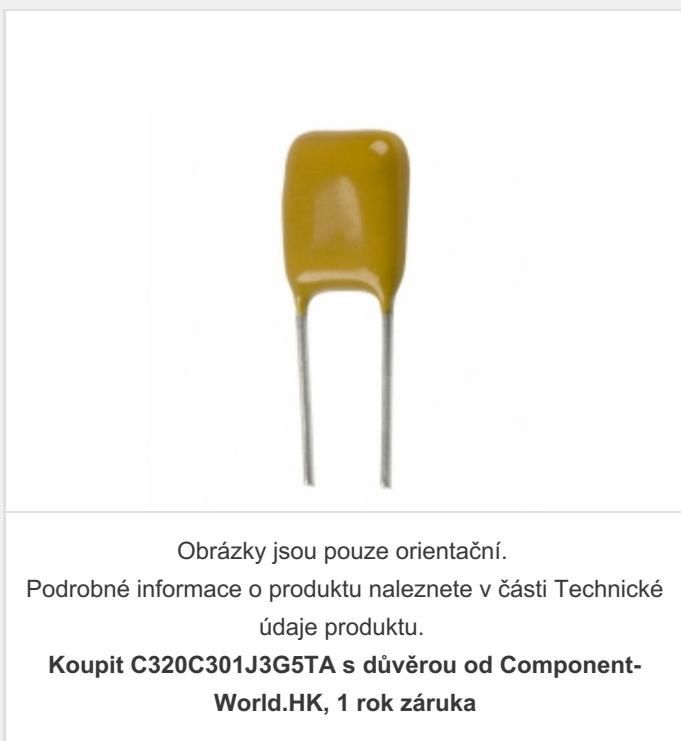 Obrázky jsou pouze orientační.
Podrobné informace o produktu naleznete v části Technické
údaje produktu.
Koupit C320C301J3G5TA s důvěrou od Component-
World.HK, 1 rok záruka